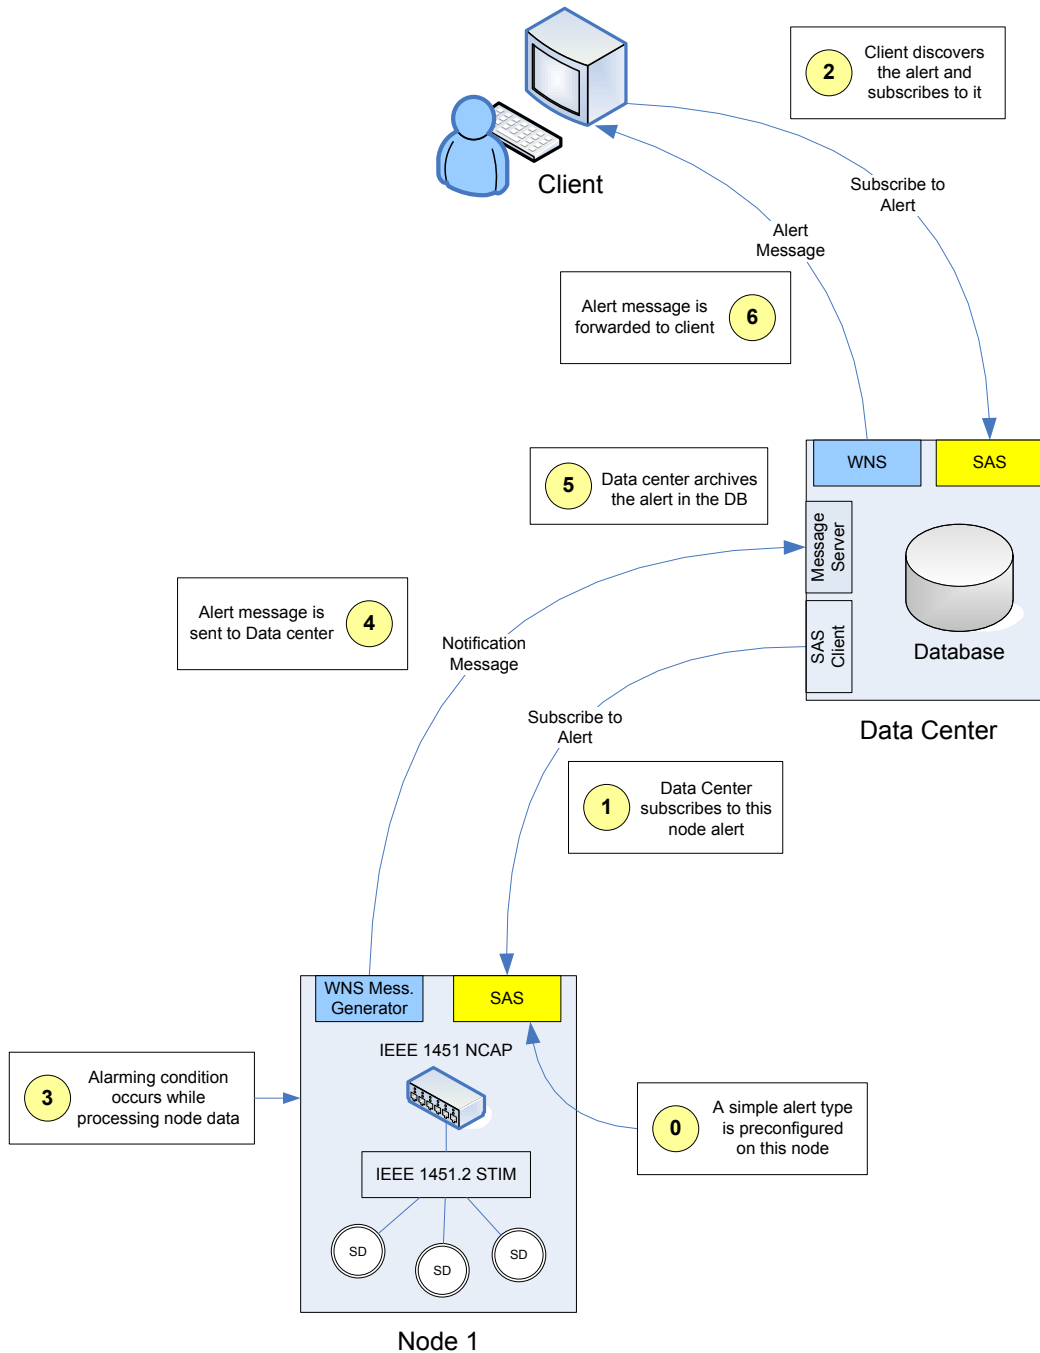 2
Client discovers
the alert and
subscribes to it
Client
Subscribe to
Alert
Alert
Message
Alert message is
forwarded to client
6
WNS
SAS
5
Data center archives
the alert in the DB
Message
Server
SAS
Client
Database
Data Center
Alert message is
sent to Data center
4
Notification
Message
Subscribe to
Alert
1
Data Center
subscribes to this
node alert
WNS Mess.
Generator
SAS
IEEE 1451 NCAP
3
Alarming condition
occurs while
processing node data
0
A simple alert type
is preconfigured
on this node
IEEE 1451.2 STIM
SD
SD
SD
Node 1